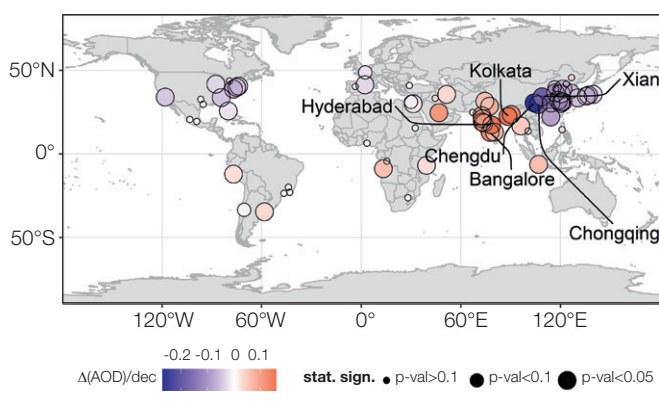 Kolkata
Xian
50°N
Hyderabad
Chengdu
0°
Bangalore
50°S
Chongqing
120°W 60°W 0° 60°E 120°E
-0.2 -0.1 0 0.1
Δ(AOD)/dec stat. sign. p-val>0.1 p-val<0.1 p-val<0.05